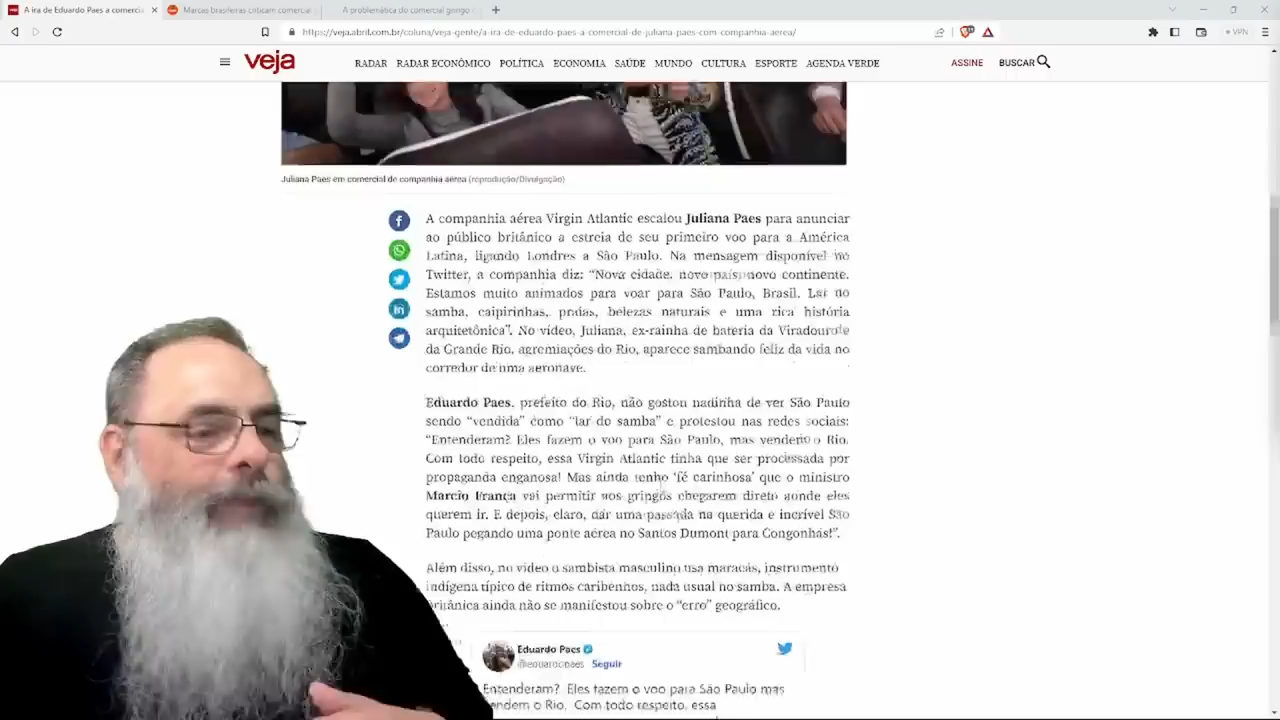 A ira de Eduardo Paes a comercia
Marcas brasileiras criticam comercial
A problemática do comercial gringo
https://veja.abril.com.br/coluna/veja-gente/a-ira-de-eduardo-paes-a-comercial-de-juliana-paes-com-companhia-aerea/
VPN
veja
RADAR RADAR ECONÔMICO POLÍTICA ECONOMIA SAÚDE MUNDO CULTURA ESPORTE AGENDA VERDE
ASSINE BUSCAR
Juliana Paes em comercial de companhia aérea (reprodução/Divulgação)
A companhia aérea Virgin Atlantic escalou Juliana Paes para anunciar
ao público britânico a estreia de seu primeiro voo para a América
Latina, ligando Londres a São Paulo. Na mensagem disponível no
Twitter, a companhia diz: “Nova cidade, novo país, novo continente.
Estamos muito animados para voar para São Paulo, Brasil. Lar do
samba, caipirinhas, praias, belezas naturais e uma rica história
arquitetônica”. No vídeo, Juliana, ex-rainha de bateria da Viradouro e
da Grande Rio, agremiações do Rio, aparece sambando feliz da vida no
corredor de uma aeronave.
Eduardo Paes, prefeito do Rio, não gostou nadinha de ver São Paulo
sendo “vendida” como “lar do samba” e protestou nas redes sociais:
“Entenderam? Eles fazem o voo para São Paulo, mas vendem o Rio.
Com todo respeito, essa Virgin Atlantic tinha que ser processada por
propaganda enganosa! Mas ainda tenho ‘fé carinhosa’ que o ministro
Marcio França vai permitir aos gringos chegarem direto aonde eles
querem ir. E depois, claro, dar uma passada na querida e incrível São
Paulo pegando uma ponte aérea no Santos Dumont para Congonhas!”.
Além disso, no vídeo o sambista masculino usa maracás, instrumento
indígena típico de ritmos caribenhos, nada usual no samba. A empresa
britânica ainda não se manifestou sobre o “erro” geográfico.
Eduardo Paes
@eduardopaes Seguir
Entenderam? Eles fazem o voo para São Paulo mas
vendem o Rio. Com todo respeito, essa